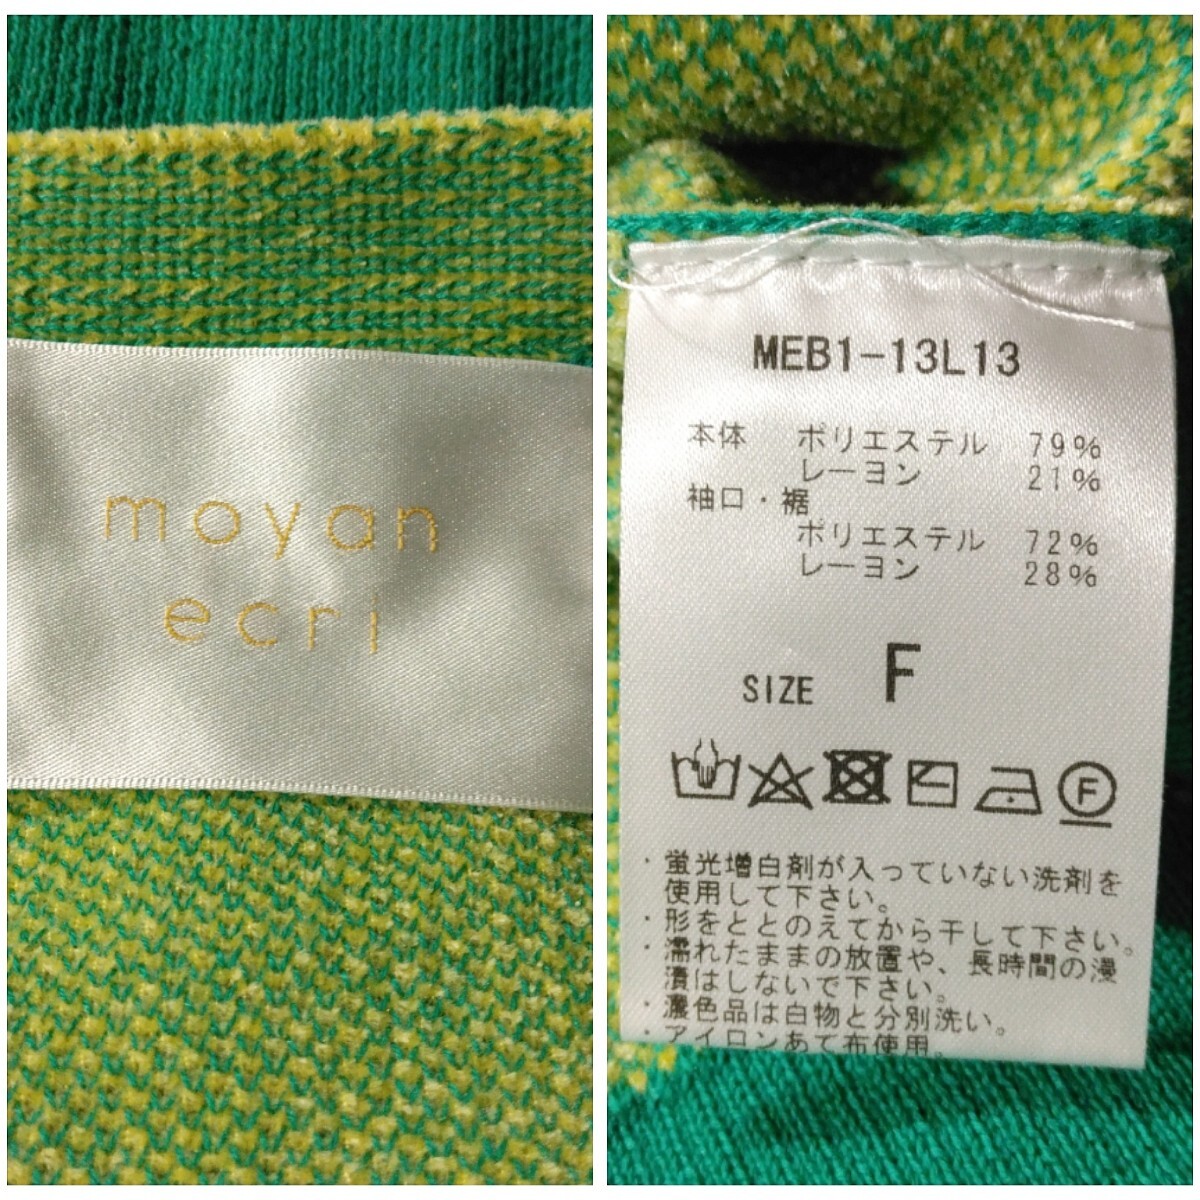 moyan
ecri
MEB1-13L13
本体 ポリエステル 79%
レーヨン 21%
袖口・裾
ポリエステル 72%
レーヨン 28%
SIZE F
F
・蛍光増白剤が入っていない洗剤を
使用して下さい。
・形をととのえてから干して下さい。
・濡れたままの放置や、長時間の浸
漬はしないで下さい。
・濃色品は白物と分別洗い。
・アイロンあて布使用。